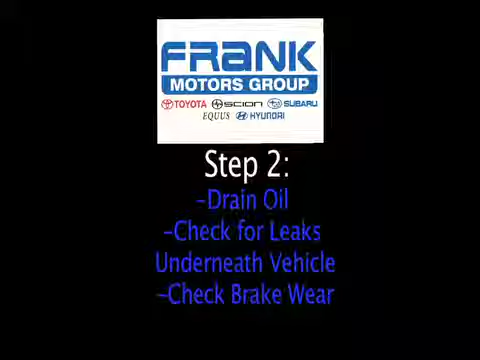 FRANK
MOTORS GROUP
TOYOTA SCION SUBARU
EQUUS HYUNDAI
Step 2:
-Drain Oil
-Check for Leaks
Underneath Vehicle
-Check Brake Wear